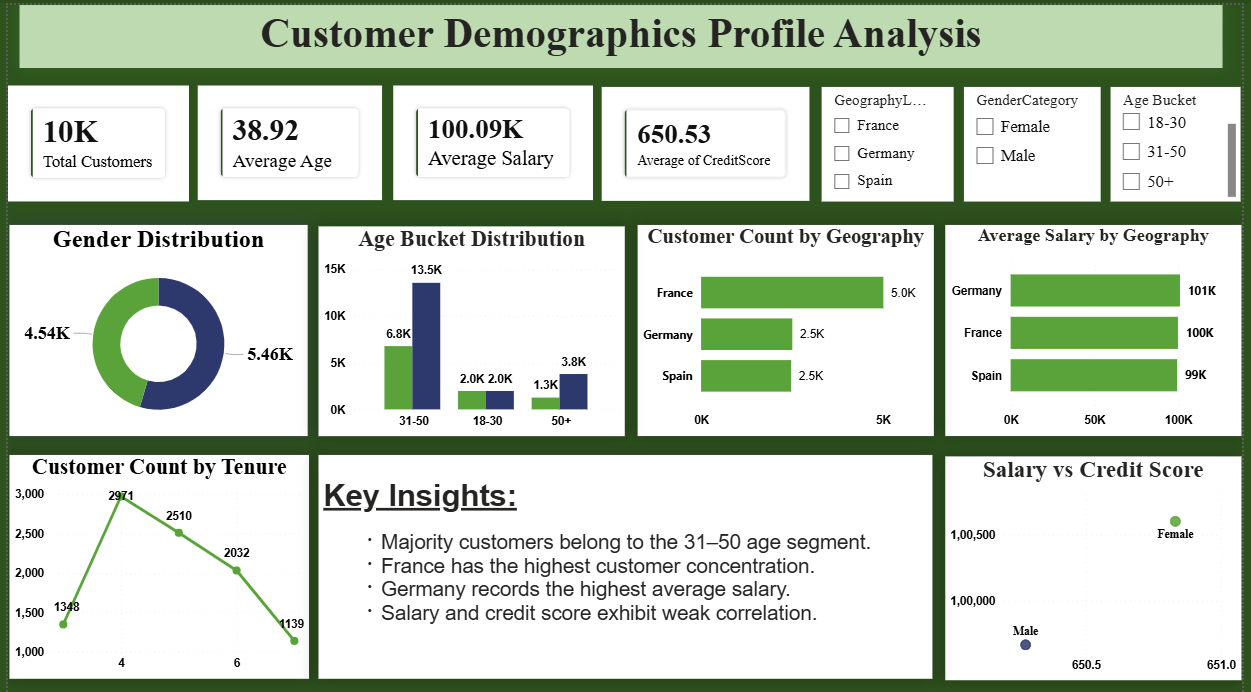 Customer Demographics Profile Analysis
10K
Total Customers
38.92
Average Age
100.09K
Average Salary
650.53
Average of CreditScore
GeographyL...
France
Germany
Spain
GenderCategory
Female
Male
Age Bucket
18-30
31-50
50+
Gender Distribution
4.54K
5.46K
Age Bucket Distribution
15K
10K
5K
0K
6.8K
13.5K
2.0K
2.0K
1.3K
3.8K
31-50
18-30
50+
Customer Count by Geography
France
5.0K
Germany
2.5K
Spain
2.5K
0K
5K
Average Salary by Geography
Germany
101K
France
100K
Spain
99K
0K
50K
100K
Customer Count by Tenure
3,000
2,500
2,000
1,500
1,000
1348
2971
2510
2032
1139
4
6
Key Insights:
· Majority customers belong to the 31–50 age segment.
· France has the highest customer concentration.
· Germany records the highest average salary.
· Salary and credit score exhibit weak correlation.
Salary vs Credit Score
1,00,500
1,00,000
Female
Male
650.5
651.0